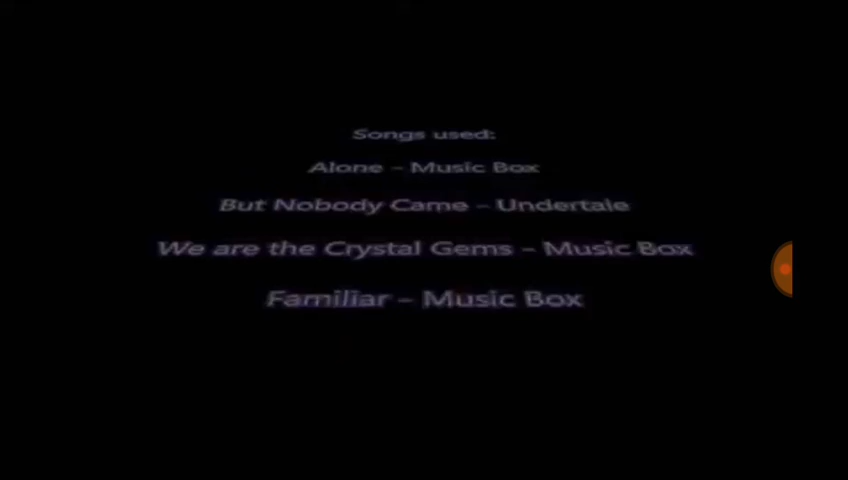 Songs used:
Alone – Music Box
But Nobody Came – Undertale
We are the Crystal Gems – Music Box
Familiar – Music Box